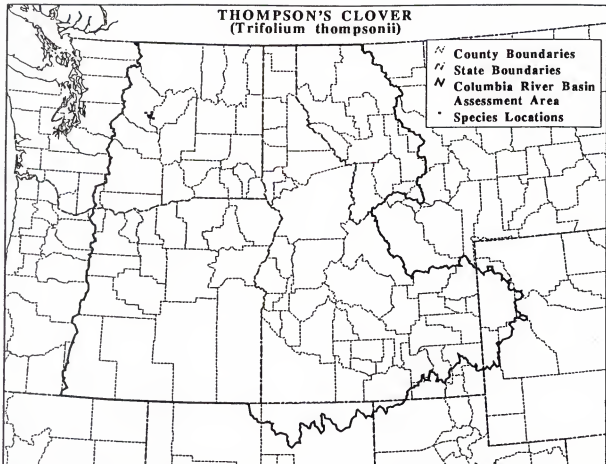 THOMPSON'S CLOVER
(Trifolium thompsonii)
County Boundaries
State Boundaries
Columbia River Basin
Assessment Area
Species Locations